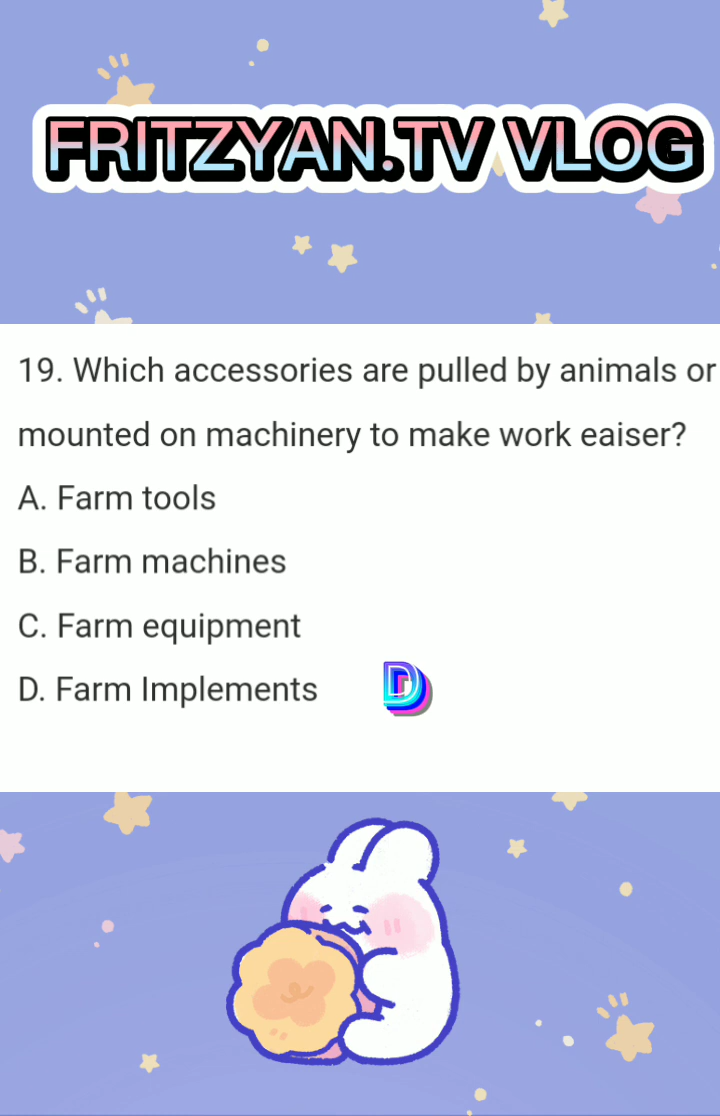 FRITZYAN.TV VLOG
19. Which accessories are pulled by animals or
mounted on machinery to make work eaiser?
A. Farm tools
B. Farm machines
C. Farm equipment
D. Farm Implements D